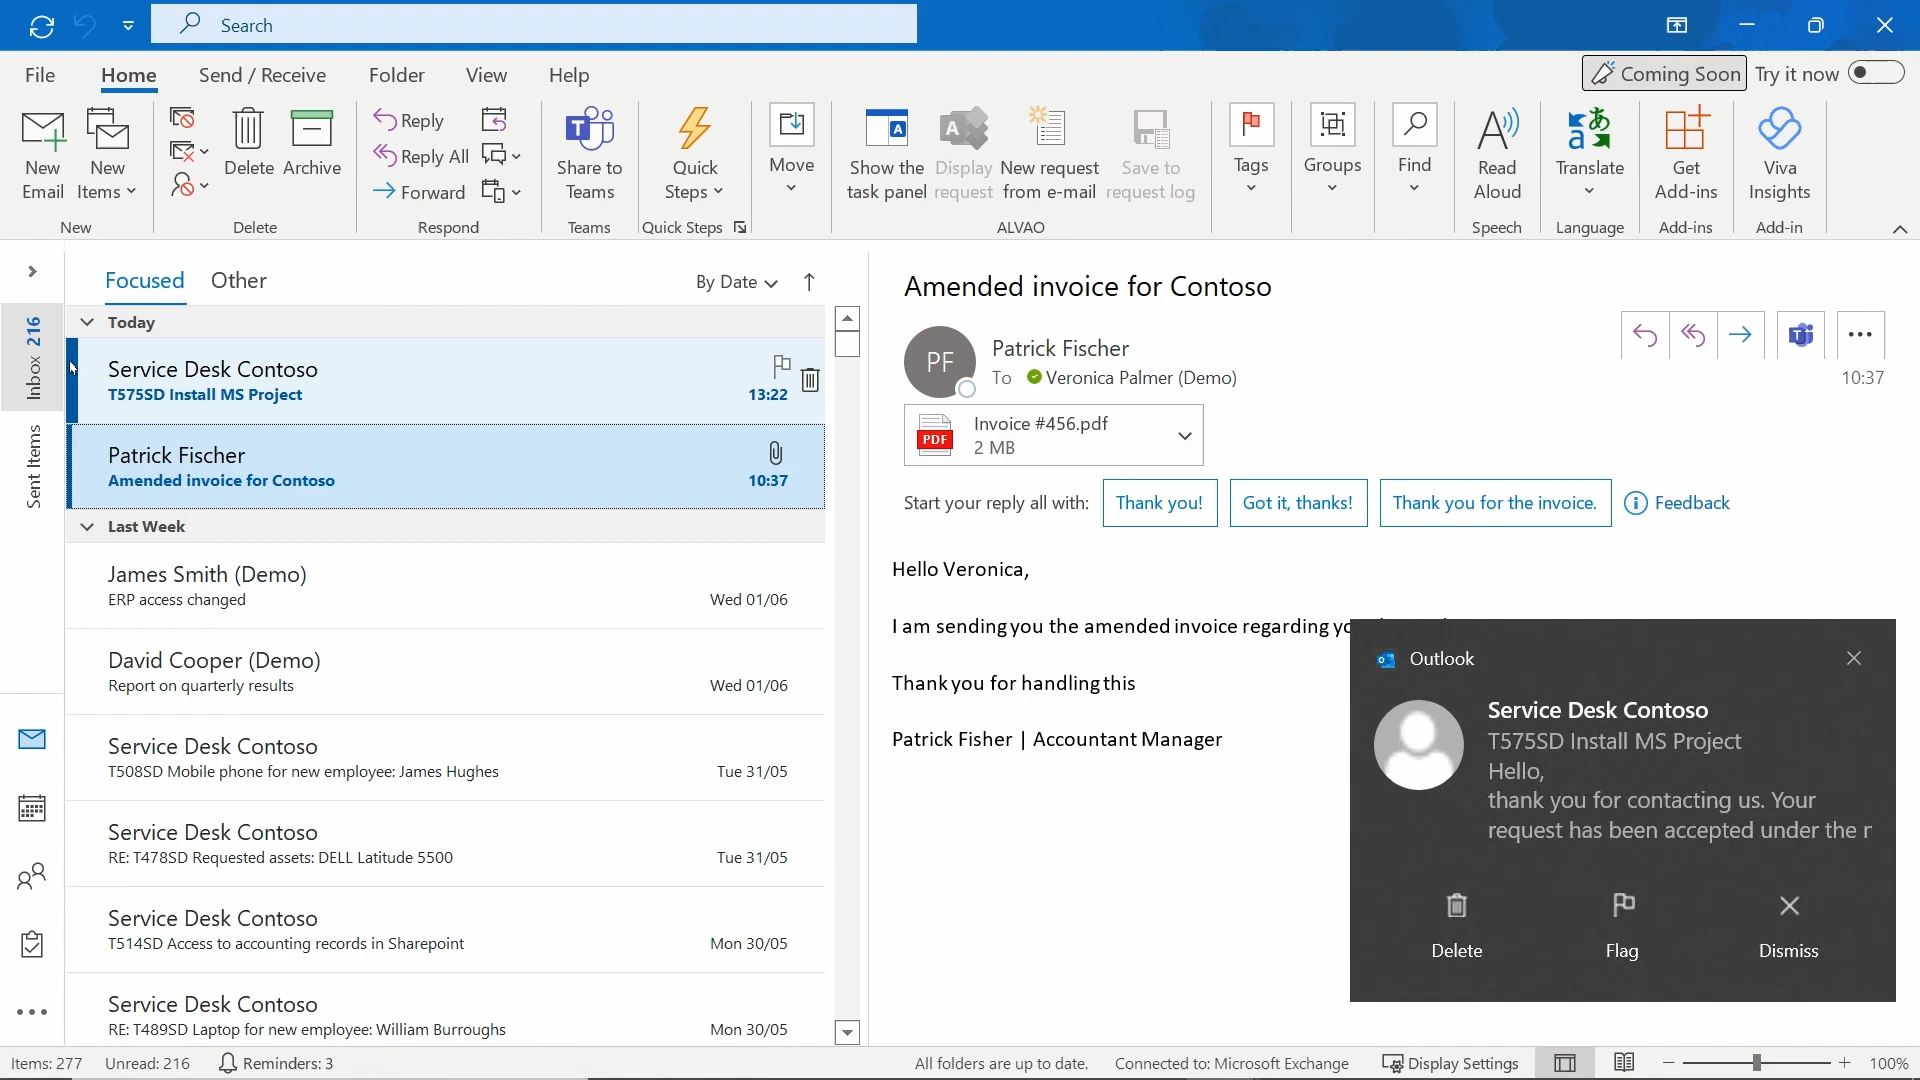 Search
File
Home
Send / Receive
Folder
View
Help
Coming Soon
Try it now
New Email
New Items
New
Delete
Archive
Delete
Reply
Reply All
Forward
Respond
Share to Teams
Teams
Quick Steps
Quick Steps
Move
Show the task panel
Display request
New request from e-mail
Save to request log
ALVAO
Tags
Groups
Find
Read Aloud
Speech
Translate
Language
Get Add-ins
Add-ins
Viva Insights
Add-in
Inbox 216
Sent Items
Focused
Other
By Date
Today
Service Desk Contoso
T575SD Install MS Project
13:22
Patrick Fischer
Amended invoice for Contoso
10:37
Last Week
James Smith (Demo)
ERP access changed
Wed 01/06
David Cooper (Demo)
Report on quarterly results
Wed 01/06
Service Desk Contoso
T508SD Mobile phone for new employee: James Hughes
Tue 31/05
Service Desk Contoso
RE: T478SD Requested assets: DELL Latitude 5500
Tue 31/05
Service Desk Contoso
T514SD Access to accounting records in Sharepoint
Mon 30/05
Service Desk Contoso
RE: T489SD Laptop for new employee: William Burroughs
Mon 30/05
Amended invoice for Contoso
PF
Patrick Fischer
To Veronica Palmer (Demo)
10:37
PDF
Invoice #456.pdf
2 MB
Start your reply all with:
Thank you!
Got it, thanks!
Thank you for the invoice.
Feedback
Hello Veronica,
I am sending you the amended invoice regarding
Thank you for handling this
Patrick Fisher | Accountant Manager
Outlook
Service Desk Contoso
T575SD Install MS Project
Hello,
thank you for contacting us. Your
request has been accepted under the r
Delete
Flag
Dismiss
Items: 277
Unread: 216
Reminders: 3
All folders are up to date.
Connected to: Microsoft Exchange
Display Settings
100%